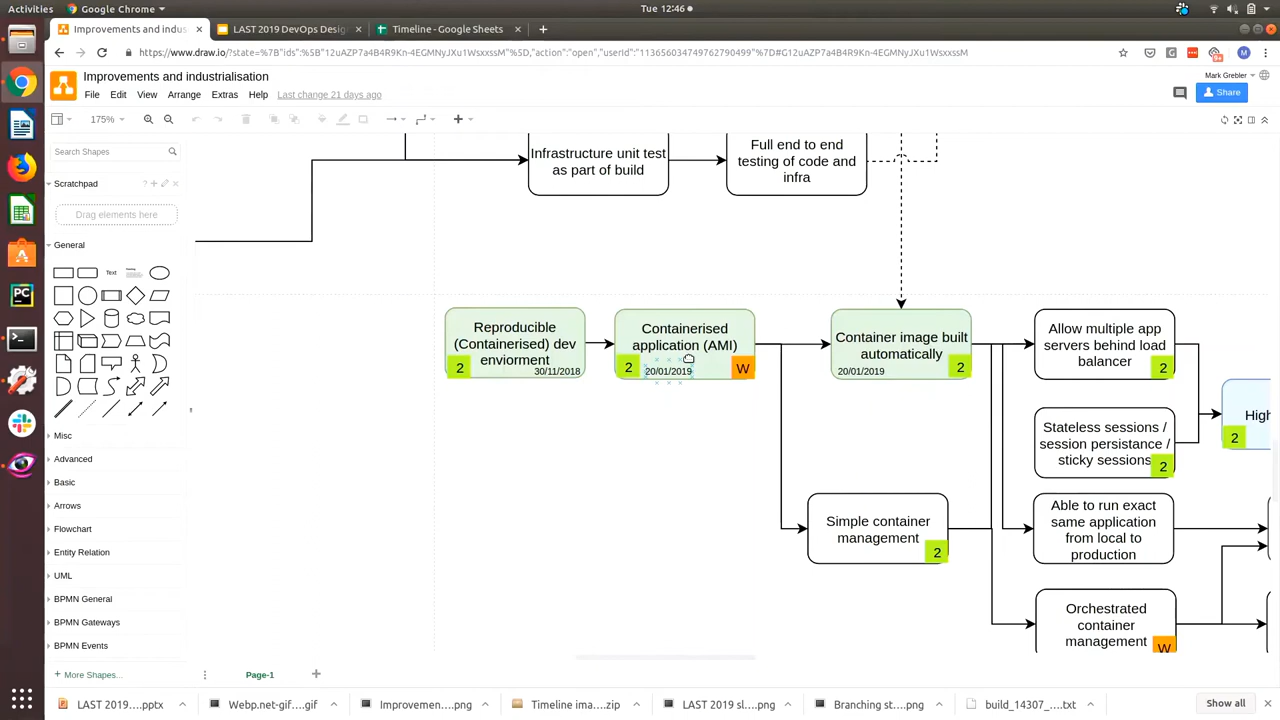 Activities
Google Chrome
Tue 12:46
Improvements and indus
LAST 2019 DevOps Desig
Timeline - Google Sheets
https://www.draw.io/?state=%7B"ids":%5B"12uAZP7a4B4R9Kn-4EGMNyJXu1WsxxssM"%5D,"action":"open","userId":"113656034749762790499"%7D#G12uAZP7a4B4R9Kn-4EGMNyJXu1WsxxssM
Improvements and industrialisation
Mark Grebler
File Edit View Arrange Extras Help Last change 21 days ago
Share
175%
Search Shapes
Scratchpad
Drag elements here
General
Text
Misc
Advanced
Basic
Arrows
Flowchart
Entity Relation
UML
BPMN General
BPMN Gateways
BPMN Events
+ More Shapes...
Infrastructure unit test
as part of build
Full end to end
testing of code and
infra
Reproducible
(Containerised) dev
enviorment
2
30/11/2018
Containerised
application (AMI)
2
20/01/2019
W
Container image built
automatically
20/01/2019
2
Allow multiple app
servers behind load
balancer
2
Stateless sessions /
session persistance /
sticky sessions
2
High
2
Simple container
management
2
Able to run exact
same application
from local to
production
Orchestrated
container
management
W
Page-1
LAST 2019....pptx
Webp.net-gif....gif
Improvemen....png
Timeline ima....zip
LAST 2019 sl....png
Branching st....png
build_14307_....txt
Show all